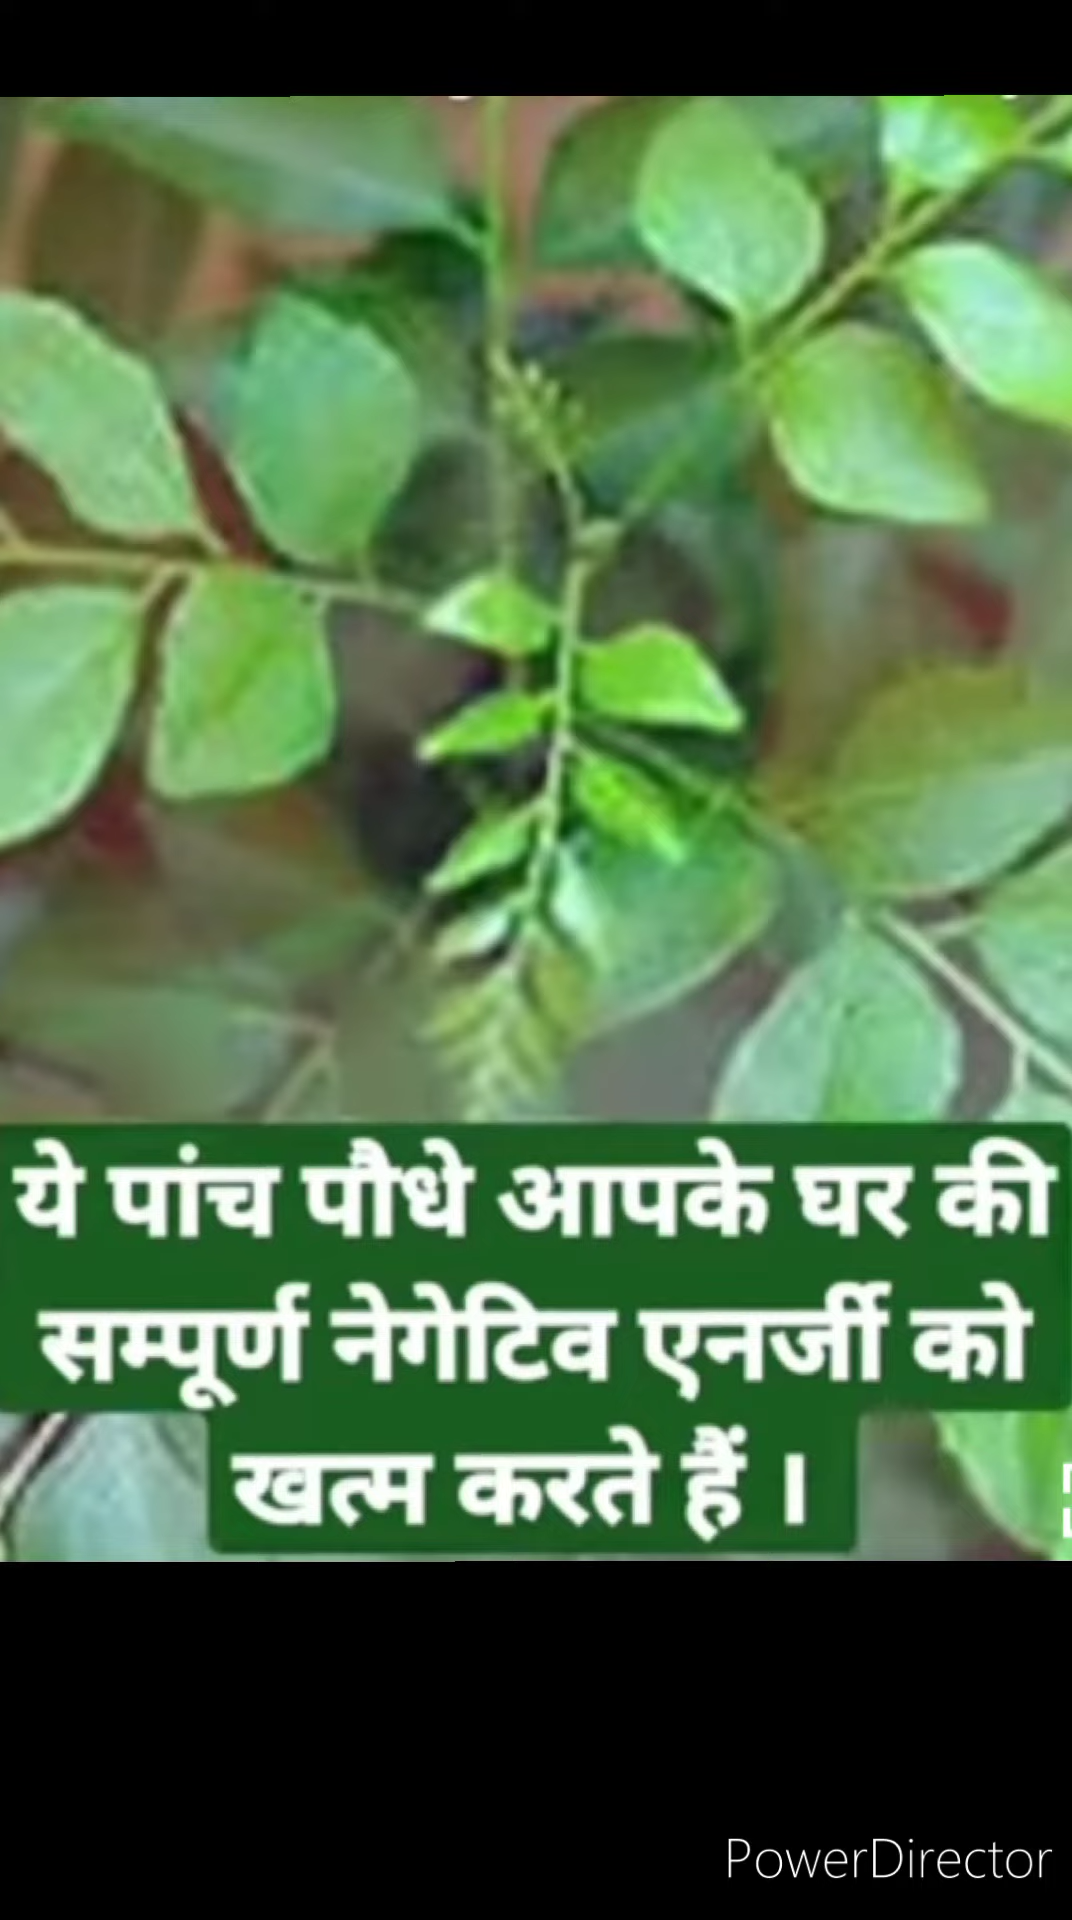 ये पांच पौधे आपके घर की
सम्पूर्ण नेगेटिव एनर्जी को
खत्म करते हैं ।
PowerDirector